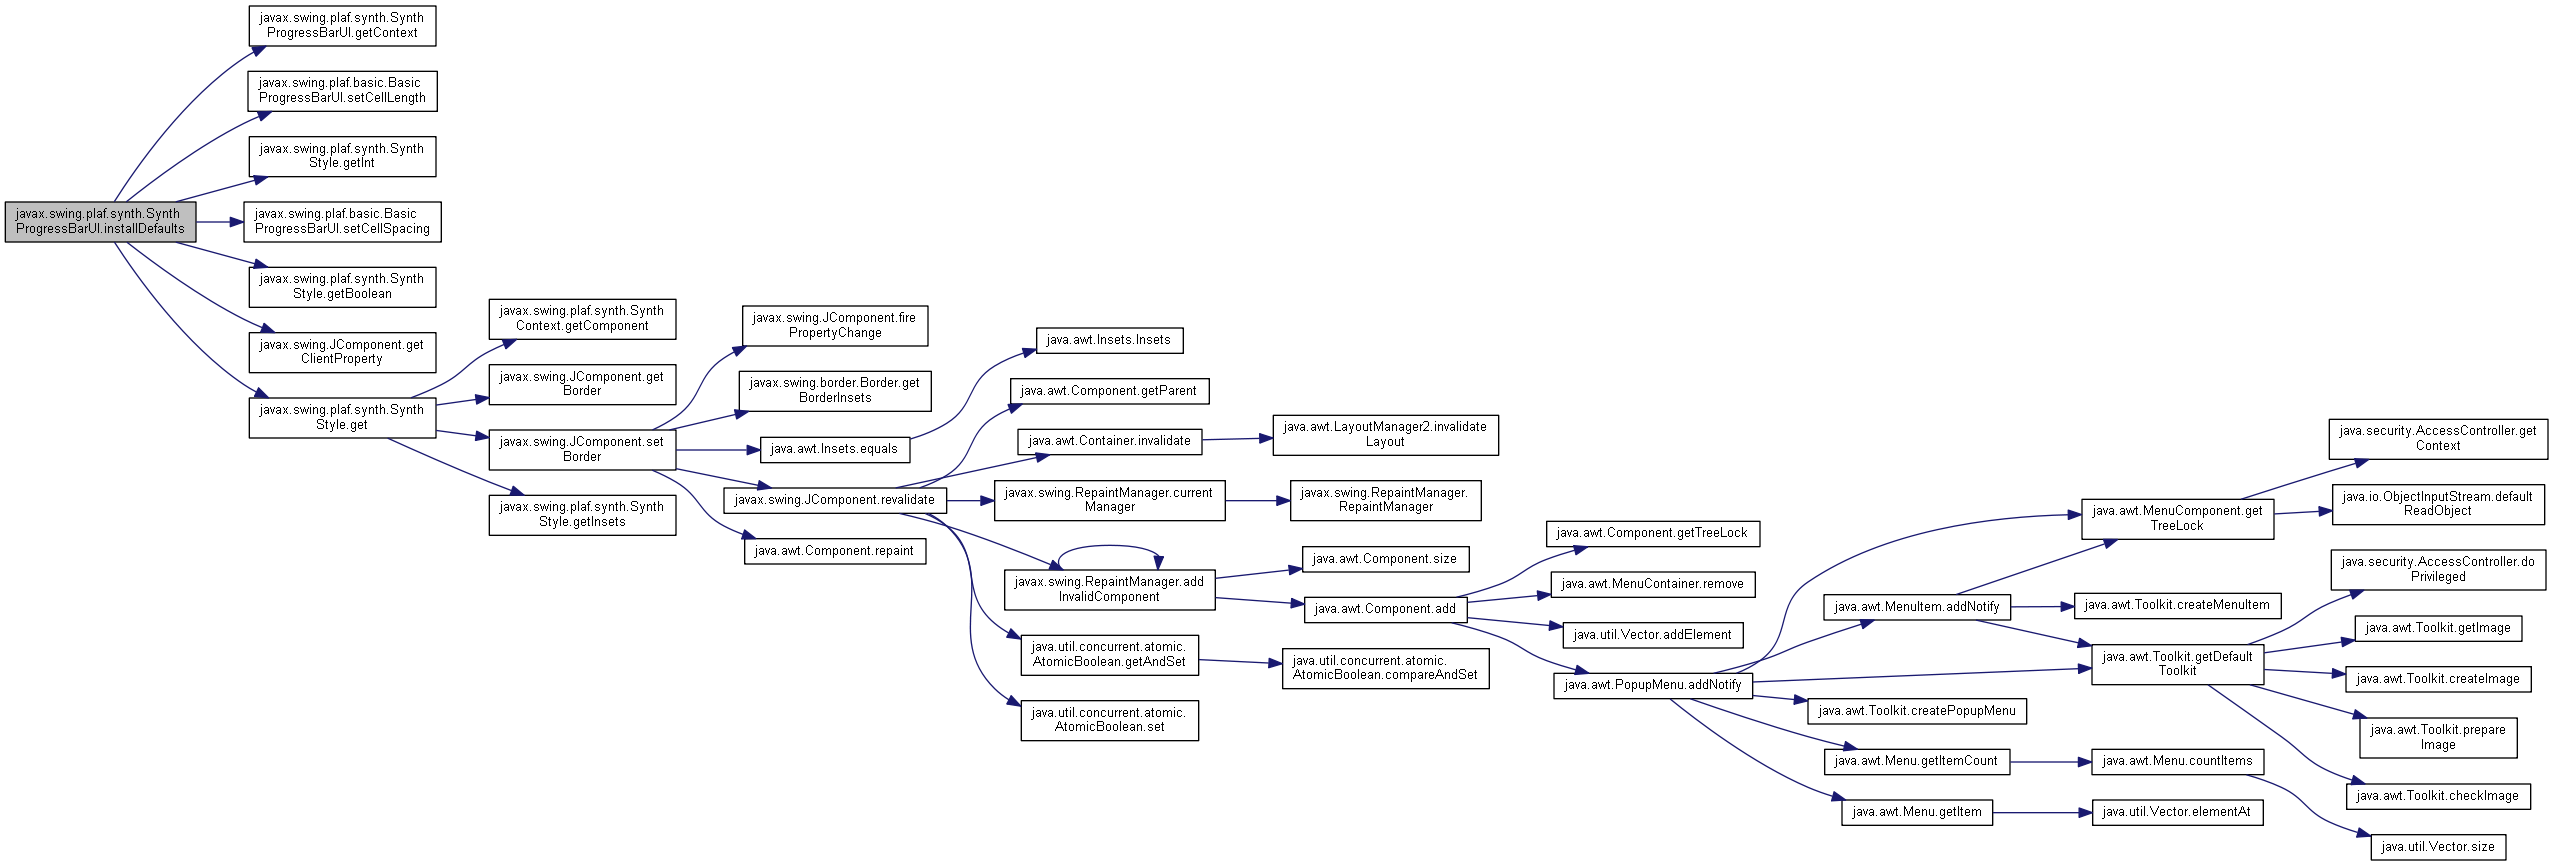 javax.swing.plaf.synth.Synth
ProgressBarUI.installDefaults
javax.swing.plaf.synth.Synth
ProgressBarUI.getContext
javax.swing.plaf.basic.Basic
ProgressBarUI.setCellLength
javax.swing.plaf.synth.Synth
Style.getInt
javax.swing.plaf.basic.Basic
ProgressBarUI.setCellSpacing
javax.swing.plaf.synth.Synth
Style.getBoolean
javax.swing.JComponent.get
ClientProperty
javax.swing.plaf.synth.Synth
Style.get
javax.swing.plaf.synth.Synth
Context.getComponent
javax.swing.JComponent.get
Border
javax.swing.JComponent.set
Border
javax.swing.plaf.synth.Synth
Style.getInsets
javax.swing.JComponent.fire
PropertyChange
javax.swing.border.Border.get
BorderInsets
java.awt.Insets.equals
javax.swing.JComponent.revalidate
java.awt.Component.repaint
java.awt.Insets.Insets
java.awt.Component.getParent
java.awt.Container.invalidate
javax.swing.RepaintManager.current
Manager
javax.swing.RepaintManager.add
InvalidComponent
java.util.concurrent.atomic.
AtomicBoolean.getAndSet
java.util.concurrent.atomic.
AtomicBoolean.set
java.awt.LayoutManager2.invalidate
Layout
javax.swing.RepaintManager.
RepaintManager
java.awt.Component.size
java.awt.Component.add
java.util.concurrent.atomic.
AtomicBoolean.compareAndSet
java.awt.Component.getTreeLock
java.awt.MenuContainer.remove
java.util.Vector.addElement
java.awt.PopupMenu.addNotify
java.awt.MenuItem.addNotify
java.awt.Toolkit.createPopupMenu
java.awt.Menu.getItemCount
java.awt.Menu.getItem
java.awt.MenuComponent.get
TreeLock
java.awt.Toolkit.createMenuItem
java.awt.Toolkit.getDefault
Toolkit
java.awt.Menu.countItems
java.util.Vector.elementAt
java.security.AccessController.get
Context
java.io.ObjectInputStream.default
ReadObject
java.security.AccessController.do
Privileged
java.awt.Toolkit.getImage
java.awt.Toolkit.createImage
java.awt.Toolkit.prepare
Image
java.awt.Toolkit.checkImage
java.util.Vector.size